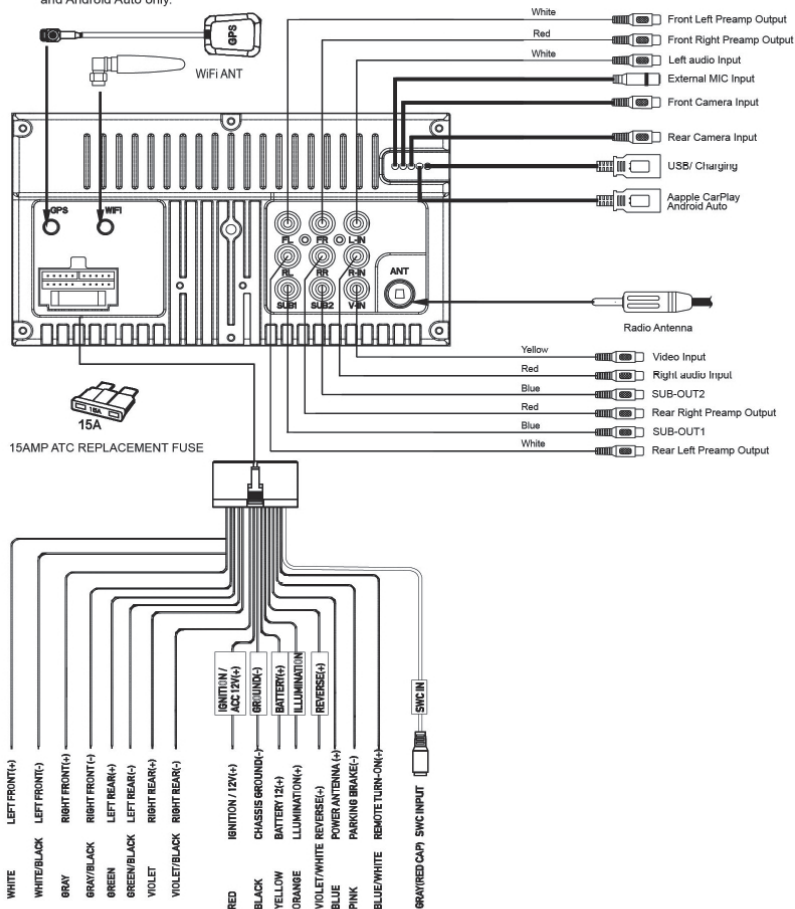 and Android Auto only.
GPS
WiFi ANT
White
Front Left Preamp Output
Red
Front Right Preamp Output
White
Left audio Input
External MIC Input
Front Camera Input
Rear Camera Input
USB/ Charging
Aapple CarPlay
Android Auto
GPS
WIFI
FL
FR
L-IN
RL
RR
R-IN
SUB1
SUB2
V-IN
ANT
Radio Antenna
Yellow
Video Input
Red
Right audio Input
Blue
SUB-OUT2
Red
Rear Right Preamp Output
Blue
SUB-OUT1
White
Rear Left Preamp Output
15A
15A
15AMP ATC REPLACEMENT FUSE
IGNITION /
ACC 12V(+)
GROUND(-)
BATTERY(+)
ILLUMINATION
REVERSE(+)
SWC IN
WHITE LEFT FRONT(+)
WHITE/BLACK LEFT FRONT(-)
GRAY RIGHT FRONT(+)
GRAY/BLACK RIGHT FRONT(-)
GREEN LEFT REAR(+)
GREEN/BLACK LEFT REAR(-)
VIOLET RIGHT REAR(+)
VIOLET/BLACK RIGHT REAR(-)
RED IGNITION / 12V(+)
BLACK CHASSIS GROUND(-)
YELLOW BATTERY 12(+)
ORANGE LLUMINATION(+)
VIOLET/WHITE REVERSE(+)
BLUE POWER ANTENNA (+)
PINK PARKING BRAKE(-)
BLUE/WHITE REMOTE TURN-ON(+)
GRAY(RED CAP) SWC INPUT